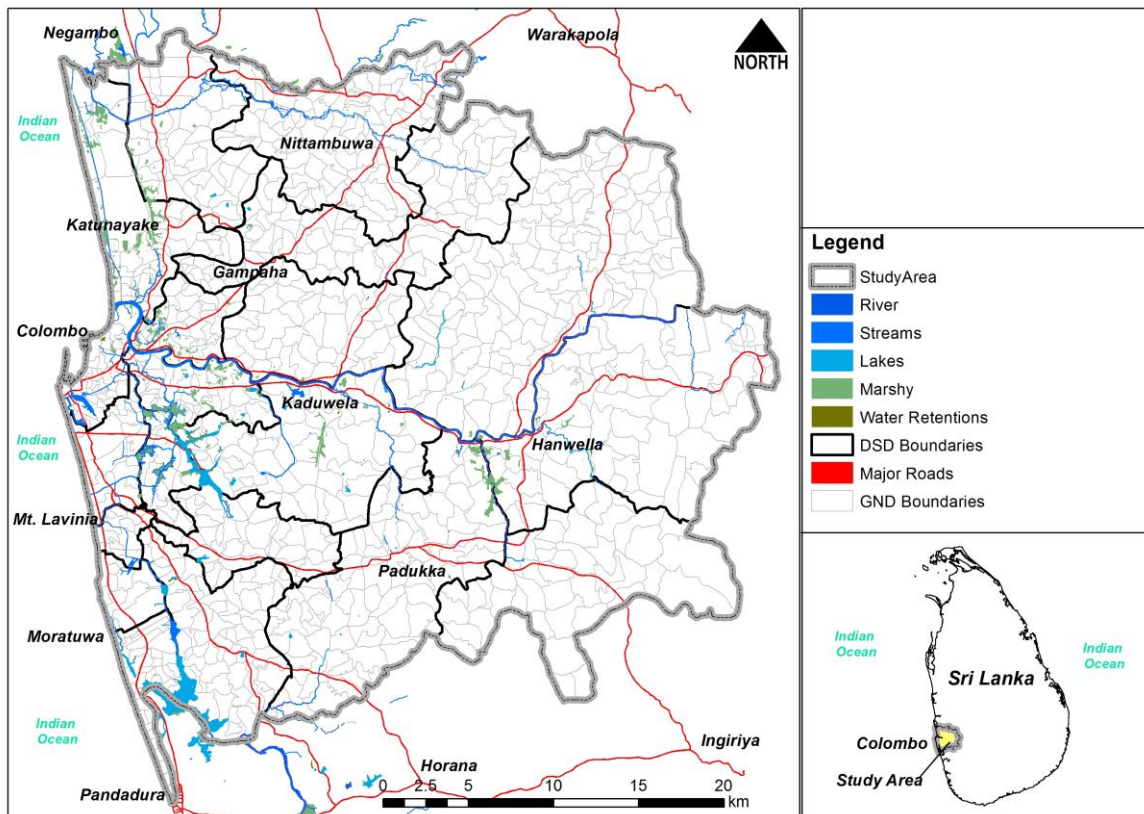 Negambo
Warakapola
NORTH
Indian
Ocean
Nittambuwa
Katunayake
Gampaha
Colombo
Kaduwela
Indian
Ocean
Hanwella
Mt. Lavinia
Padukka
Moratuwa
Indian
Ocean
Ingiriya
Horana
Pandadura
0 2.5 5 10 15 20
km
Legend
StudyArea
River
Streams
Lakes
Marshy
Water Retentions
DSD Boundaries
Major Roads
GND Boundaries
Indian
Ocean
Indian
Ocean
Sri Lanka
Colombo
Study Area